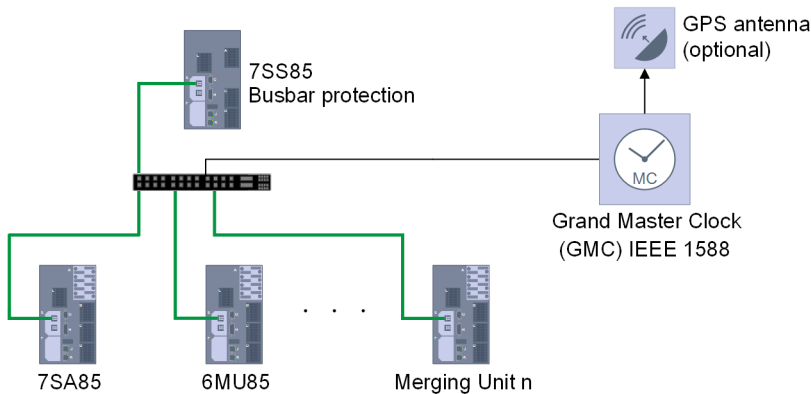 GPS antenna
(optional)
7SS85
Busbar protection
MC
Grand Master Clock
(GMC) IEEE 1588
. . .
7SA85
6MU85
Merging Unit n